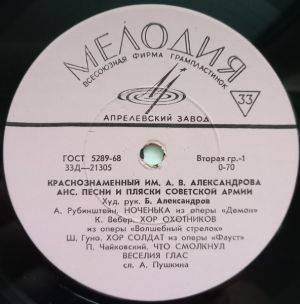 МЕЛОДИЯ
ВСЕСОЮЗНАЯ ФИРМА ГРАМПЛАСТИНОК
33
АПРЕЛЕВСКИЙ ЗАВОД
ГОСТ 5289-68
Вторая гр.-1
33Д-21305
0-70
КРАСНОЗНАМЕННЫЙ ИМ. А. В. АЛЕКСАНДРОВА
АНС. ПЕСНИ И ПЛЯСКИ СОВЕТСКОЙ АРМИИ
Худ. рук. Б. Александров
А. Рубинштейн, НОЧЕНЬКА из оперы «Демон»
К. Вебер, ХОР ОХОТНИКОВ
из оперы «Волшебный стрелок»
Ш. Гуно, ХОР СОЛДАТ из оперы «Фауст»
П. Чайковский, ЧТО СМОЛКНУЛ
ВЕСЕЛИЯ ГЛАС
сл. А. Пушкина